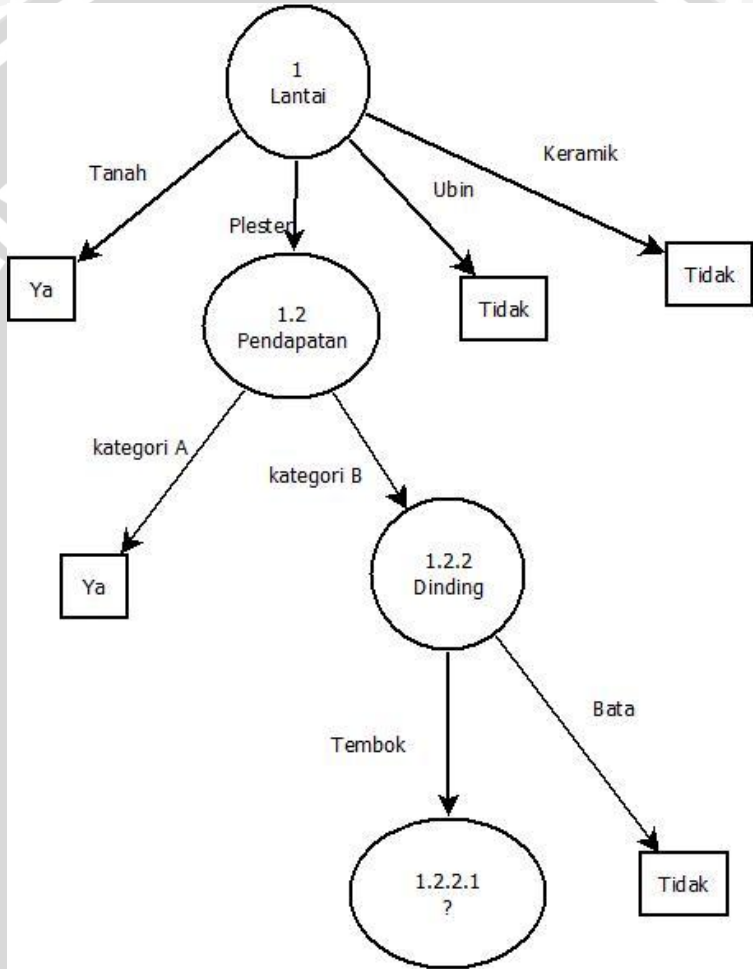 1
Lantai
Tanah
Plester
Ubin
Keramik
Ya
1.2
Pendapatan
Tidak
Tidak
kategori A
kategori B
Ya
1.2.2
Dinding
Tembok
Bata
1.2.2.1
?
Tidak